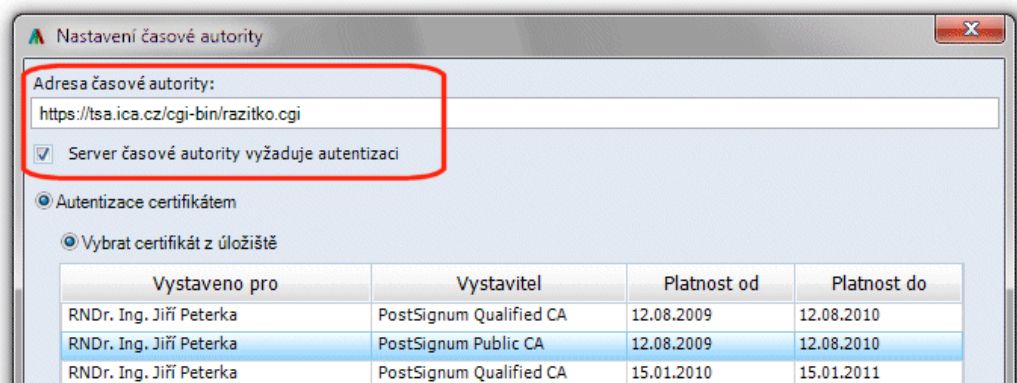 Nastavení časové autority
Adresa časové autority:
https://tsa.ica.cz/cgi-bin/razitko.cgi
Server časové autority vyžaduje autentizaci
Autentizace certifikátem
Vybrat certifikát z úložiště
Vystaveno pro Vystavitel Platnost od Platnost do
RNDr. Ing. Jiří Peterka PostSignum Qualified CA 12.08.2009 12.08.2010
RNDr. Ing. Jiří Peterka PostSignum Public CA 12.08.2009 12.08.2010
RNDr. Ing. Jiří Peterka PostSignum Qualified CA 15.01.2010 15.01.2011